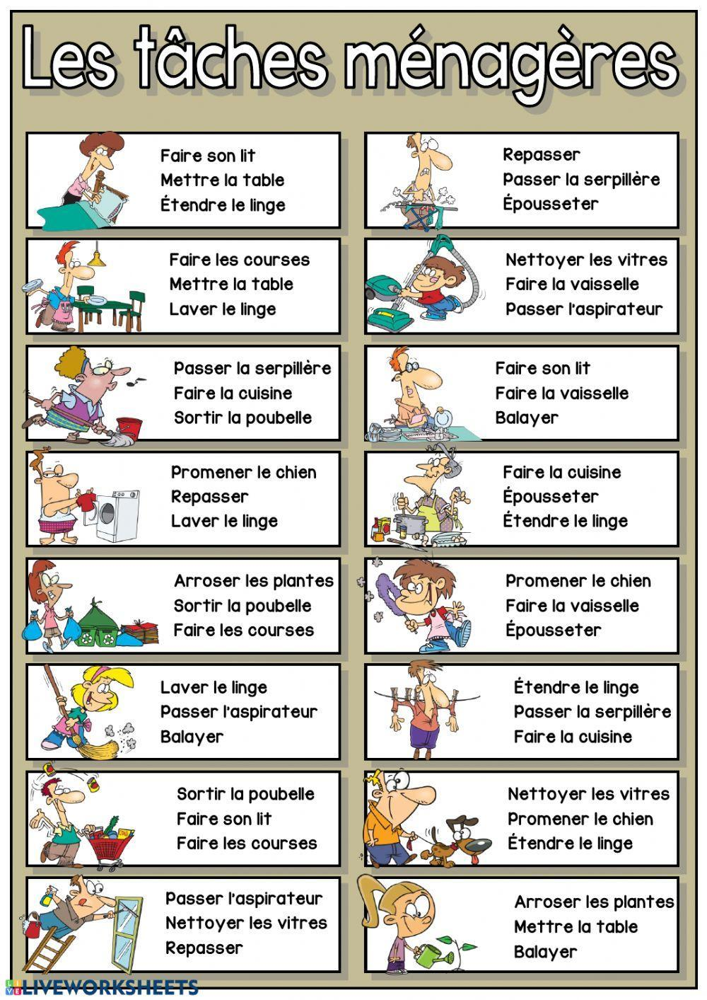 Les tâches ménagères
Faire son lit
Mettre la table
Étendre le linge
Repasser
Passer la serpillère
Épousseter
Faire les courses
Mettre la table
Laver le linge
Nettoyer les vitres
Faire la vaisselle
Passer l'aspirateur
Passer la serpillère
Faire la cuisine
Sortir la poubelle
Faire son lit
Faire la vaisselle
Balayer
Promener le chien
Repasser
Laver le linge
Faire la cuisine
Épousseter
Étendre le linge
Arroser les plantes
Sortir la poubelle
Faire les courses
Promener le chien
Faire la vaisselle
Épousseter
Laver le linge
Passer l'aspirateur
Balayer
Étendre le linge
Passer la serpillère
Faire la cuisine
Sortir la poubelle
Faire son lit
Faire les courses
Nettoyer les vitres
Promener le chien
Étendre le linge
Passer l'aspirateur
Nettoyer les vitres
Repasser
Arroser les plantes
Mettre la table
Balayer
LIVE LIVEWORKSHEETS